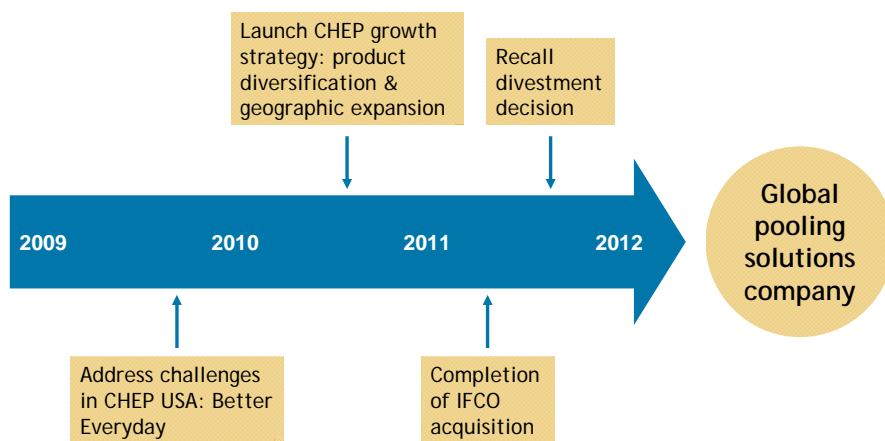 Launch CHEP growth
strategy: product
diversification &
geographic expansion
Recall
divestment
decision
2009
2010
2011
2012
Global
pooling
solutions
company
Address challenges
in CHEP USA: Better
Everyday
Completion
of IFCO
acquisition